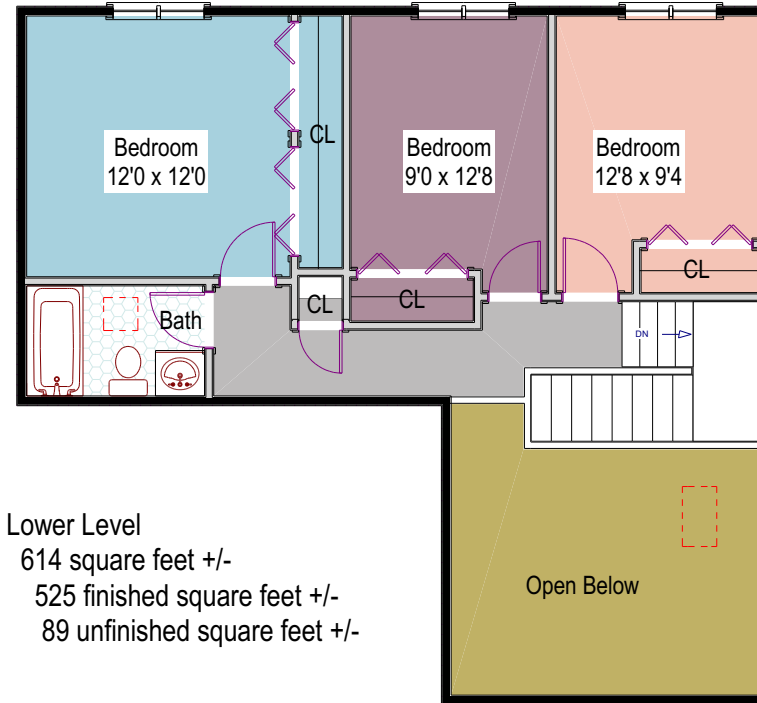 Bedroom
12'0 x 12'0
CL
Bedroom
9'0 x 12'8
Bedroom
12'8 x 9'4
CL
CL
CL
Bath
DN
Open Below
Lower Level
614 square feet +/-
525 finished square feet +/-
89 unfinished square feet +/-